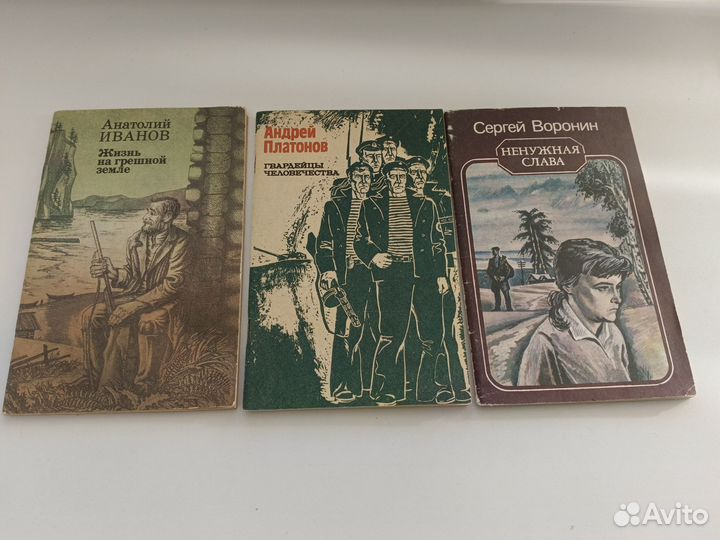 Анатолий
ИВАНОВ
Жизнь
на грешной
земле
Андрей
Платонов
ГВАРДЕЙЦЫ
ЧЕЛОВЕЧЕСТВА
Сергей Воронин
НЕНУЖНАЯ
СЛАВА
Avito